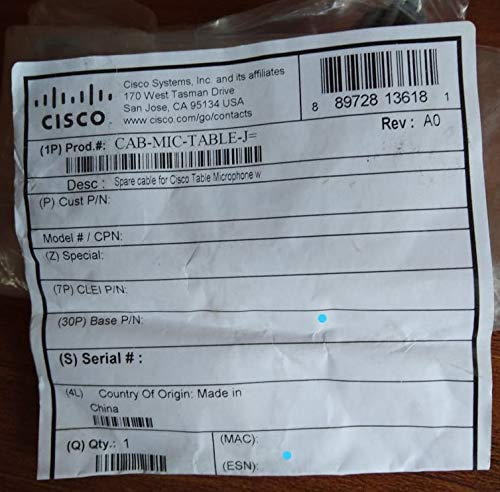 CISCO
Cisco Systems, Inc. and its affiliates
170 West Tasman Drive
San Jose, CA 95134 USA
www.cisco.com/go/contacts
8 89728 13618 1
Rev : A0
(1P) Prod.#: CAB-MIC-TABLE-J=
Desc : Spare cable for Cisco Table Microphone w
(P) Cust P/N:
Model # / CPN:
(Z) Special:
(7P) CLEI P/N:
(30P) Base P/N:
(S) Serial # :
(4L) Country Of Origin: Made in
China
(Q) Qty.: 1
(MAC):
(ESN):